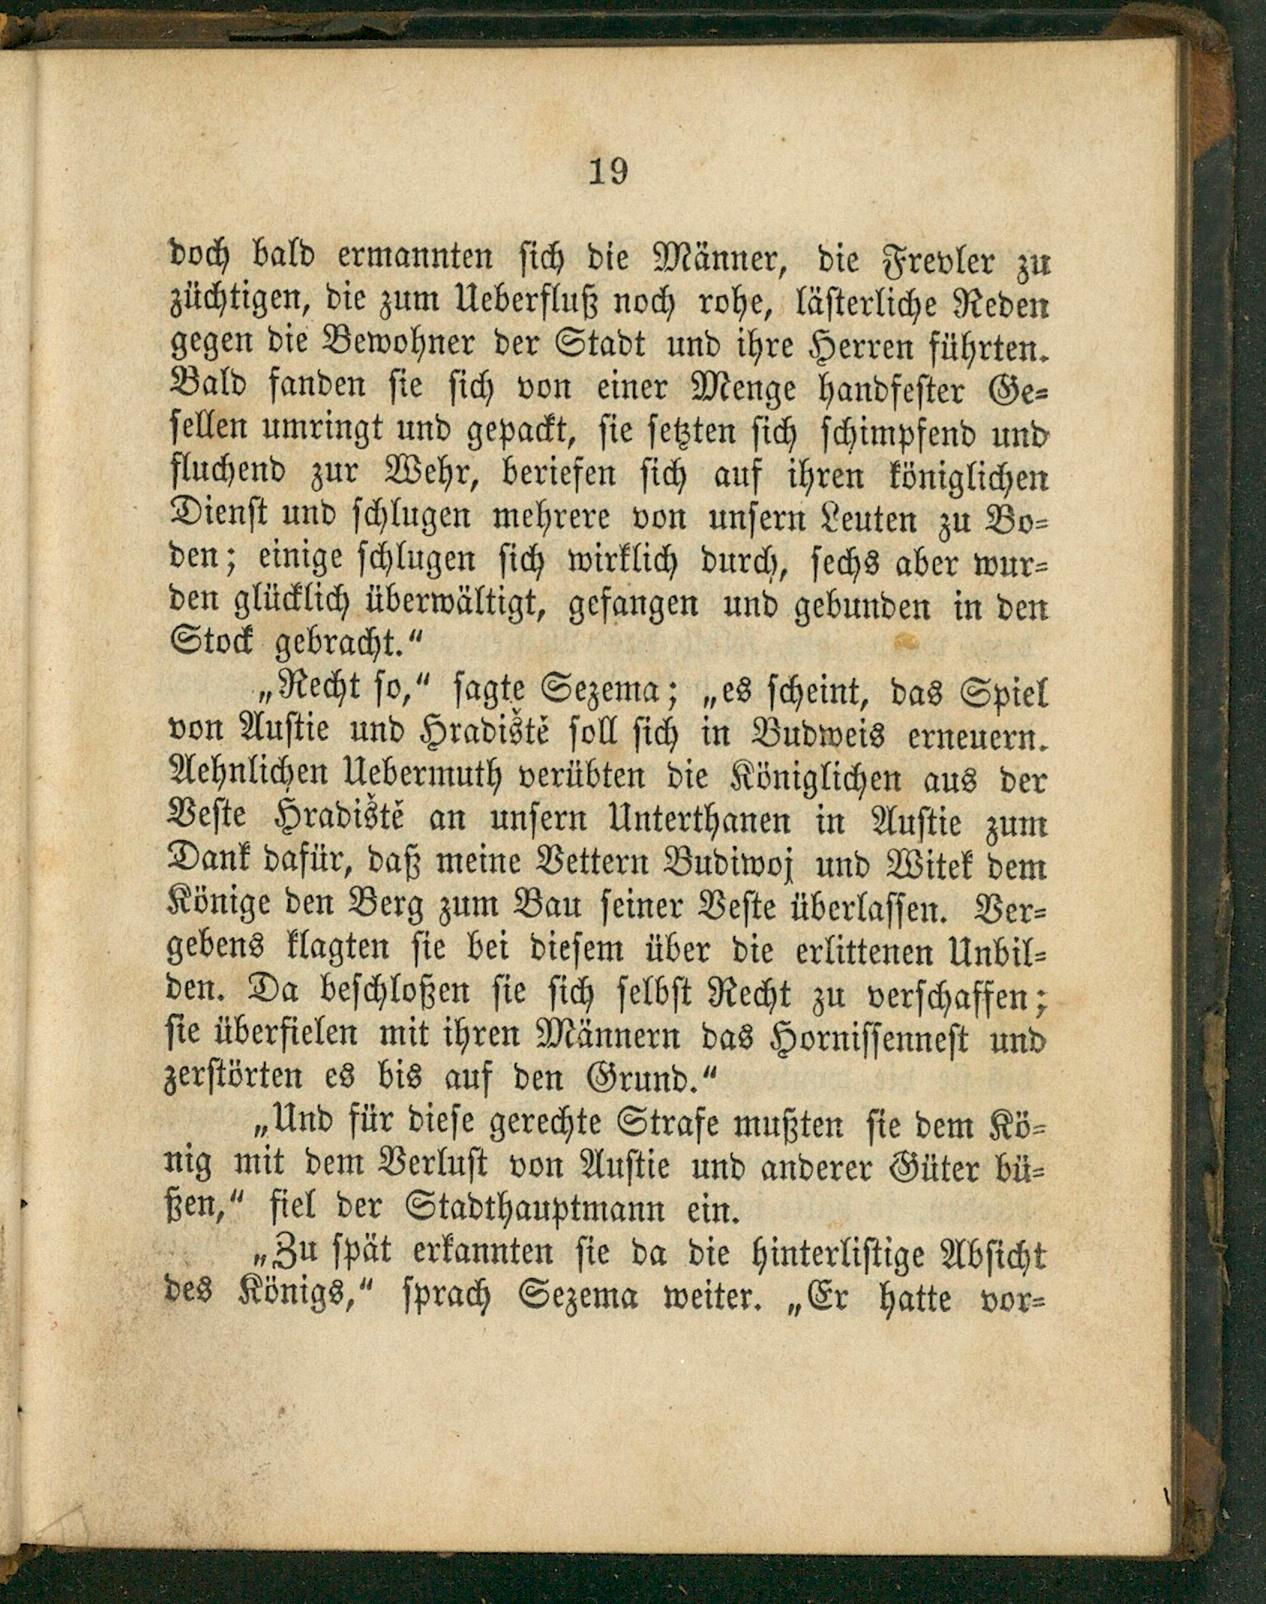 19
doch bald ermannten sich die Männer, die Frevler zu
züchtigen, die zum Ueberfluß noch rohe, lästerliche Reden
gegen die Bewohner der Stadt und ihre Herren führten.
Bald fanden sie sich von einer Menge handfester Ge=
sellen umringt und gepackt, sie setzten sich schimpfend und
fluchend zur Wehr, beriefen sich auf ihren königlichen
Dienst und schlugen mehrere von unsern Leuten zu Bo=
den; einige schlugen sich wirklich durch, sechs aber wur=
den glücklich überwältigt, gefangen und gebunden in den
Stock gebracht.“
„Recht so,“ sagte Sezema; „es scheint, das Spiel
von Austie und Hradiště soll sich in Budweis erneuern.
Aehnlichen Uebermuth verübten die Königlichen aus der
Veste Hradiště an unsern Unterthanen in Austie zum
Dank dafür, daß meine Vettern Budiwoj und Witek dem
Könige den Berg zum Bau seiner Veste überlassen. Ver=
gebens klagten sie bei diesem über die erlittenen Unbil=
den. Da beschloßen sie sich selbst Recht zu verschaffen;
sie überfielen mit ihren Männern das Hornissennest und
zerstörten es bis auf den Grund.“
„Und für diese gerechte Strafe mußten sie dem Kö=
nig mit dem Verlust von Austie und anderer Güter bü=
ßen,“ fiel der Stadthauptmann ein.
„Zu spät erkannten sie da die hinterlistige Absicht
des Königs,“ sprach Sezema weiter. „Er hatte vor=